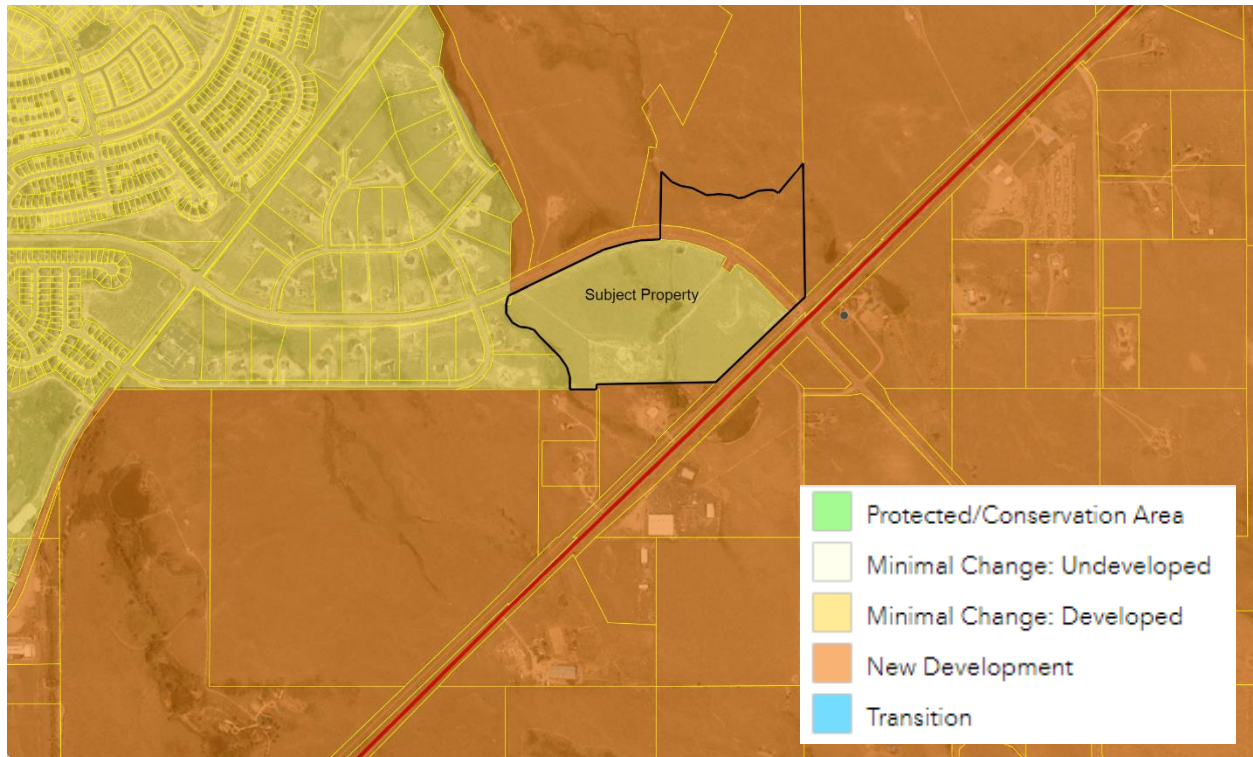 Subject Property
Protected/Conservation Area
Minimal Change: Undeveloped
Minimal Change: Developed
New Development
Transition